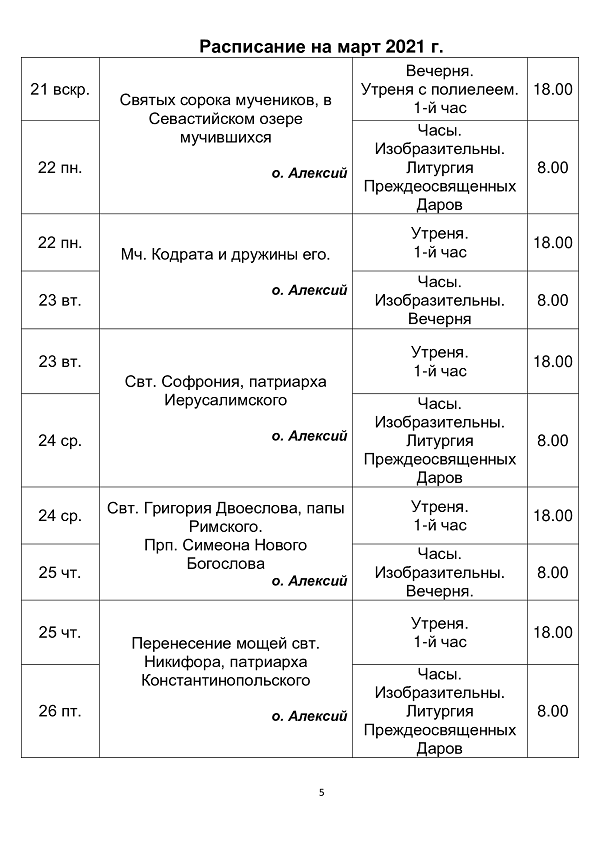 Расписание на март 2021 г.
21 вскр.
Святых сорока мучеников, в
Севастийском озере
мучившихся
о. Алексий
Вечерня.
Утреня с полиелеем.
1-й час
18.00
22 пн.
Часы.
Изобразительны.
Литургия
Преждеосвященных
Даров
8.00
22 пн.
Мч. Кодрата и дружины его.
о. Алексий
Утреня.
1-й час
18.00
23 вт.
Часы.
Изобразительны.
Вечерня
8.00
23 вт.
Свт. Софрония, патриарха
Иерусалимского
о. Алексий
Утреня.
1-й час
18.00
24 ср.
Часы.
Изобразительны.
Литургия
Преждеосвященных
Даров
8.00
24 ср.
Свт. Григория Двоеслова, папы
Римского.
Прп. Симеона Нового
Богослова
о. Алексий
Утреня.
1-й час
18.00
25 чт.
Часы.
Изобразительны.
Вечерня.
8.00
25 чт.
Перенесение мощей свт.
Никифора, патриарха
Константинопольского
о. Алексий
Утреня.
1-й час
18.00
26 пт.
Часы.
Изобразительны.
Литургия
Преждеосвященных
Даров
8.00
5